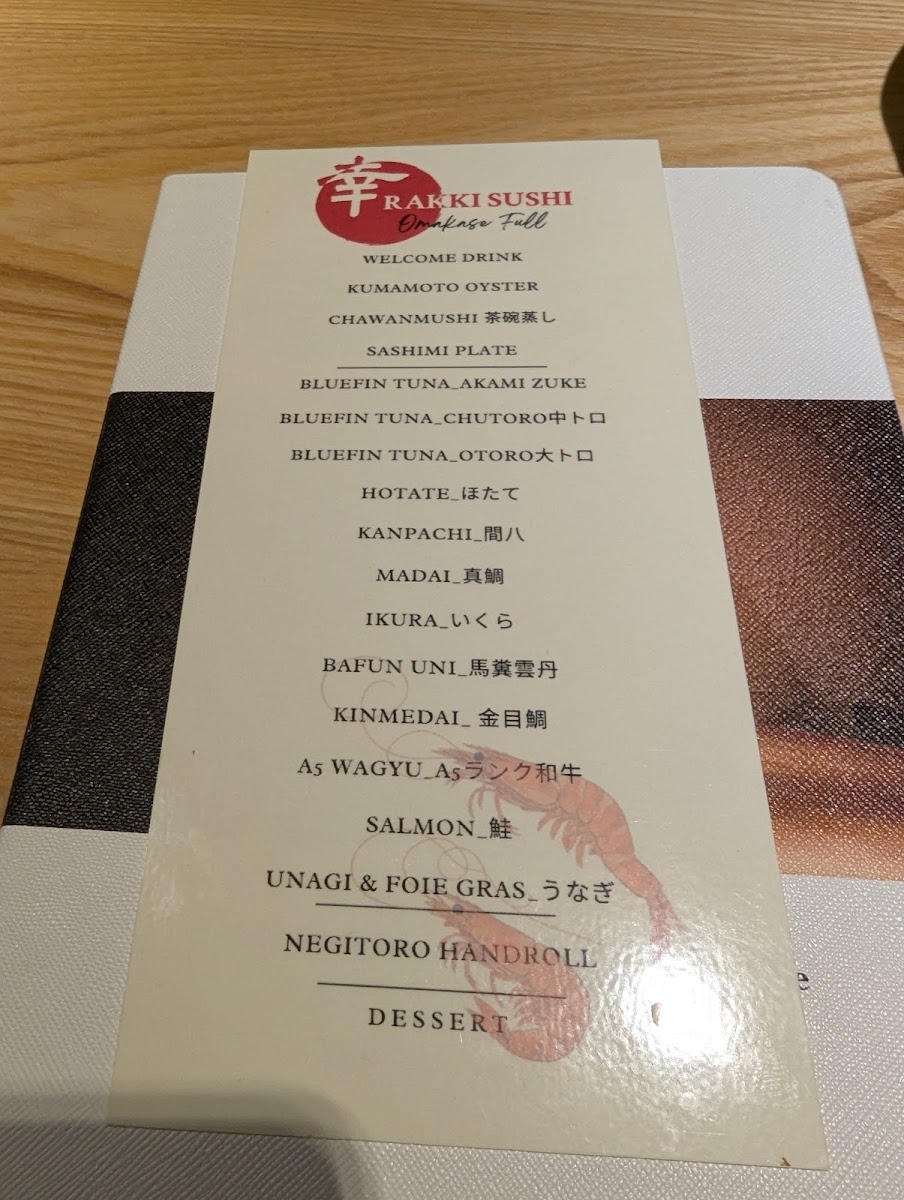 幸 RAKKI SUSHI
Omakase Full
WELCOME DRINK
KUMAMOTO OYSTER
CHAWANMUSHI 茶碗蒸し
SASHIMI PLATE
BLUEFIN TUNA_AKAMI ZUKE
BLUEFIN TUNA_CHUTORO中トロ
BLUEFIN TUNA_OTORO大トロ
HOTATE_ほたて
KANPACHI_間八
MADAI_真鯛
IKURA_いくら
BAFUN UNI_馬糞雲丹
KINMEDAI_ 金目鯛
A5 WAGYU_A5ランク和牛
SALMON_鮭
UNAGI & FOIE GRAS_うなぎ
NEGITORO HANDROLL
DESSERT